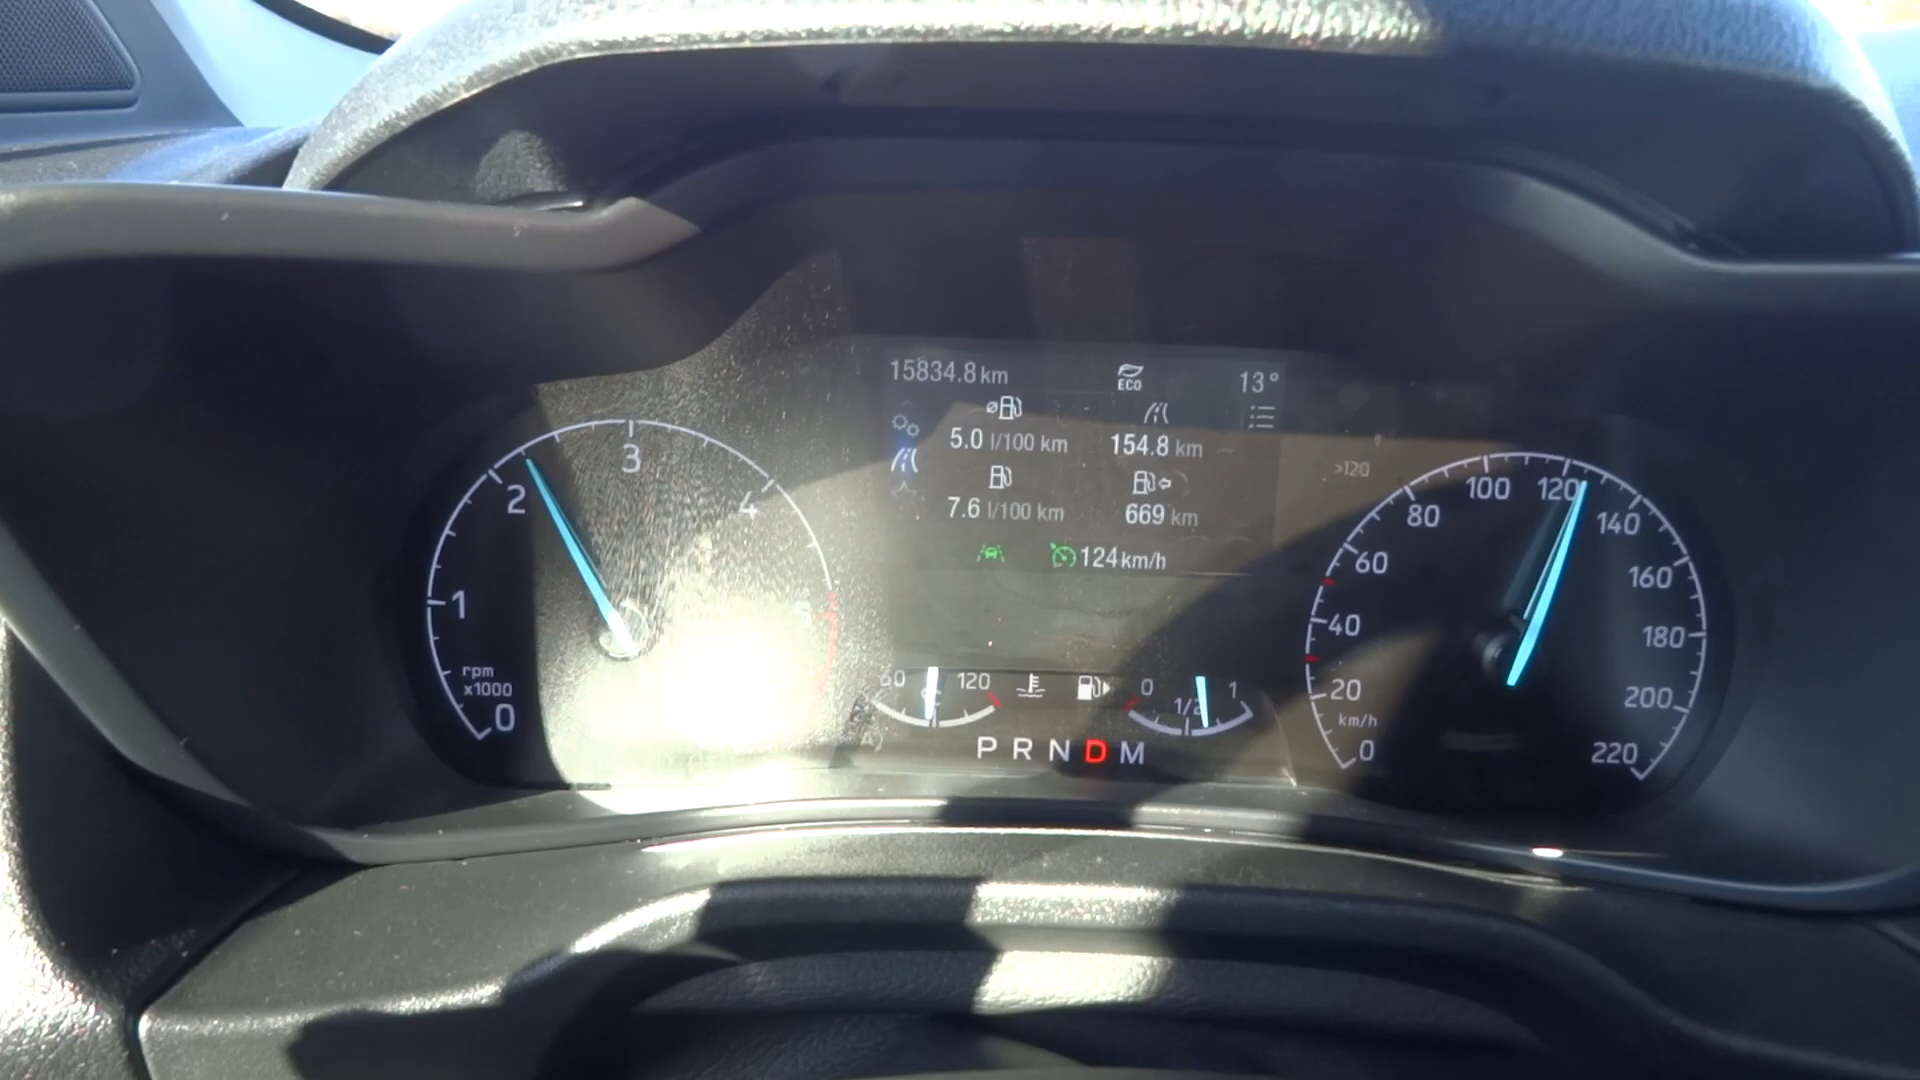 15834.8 km
ECO
13°
5.0 l/100 km
154.8 km
7.6 l/100 km
669 km
124 km/h
>120
0
1
2
3
4
5
rpm
x1000
60
120
0
1/2
1
P R N D M
0
20
40
60
80
100
120
140
160
180
200
220
km/h